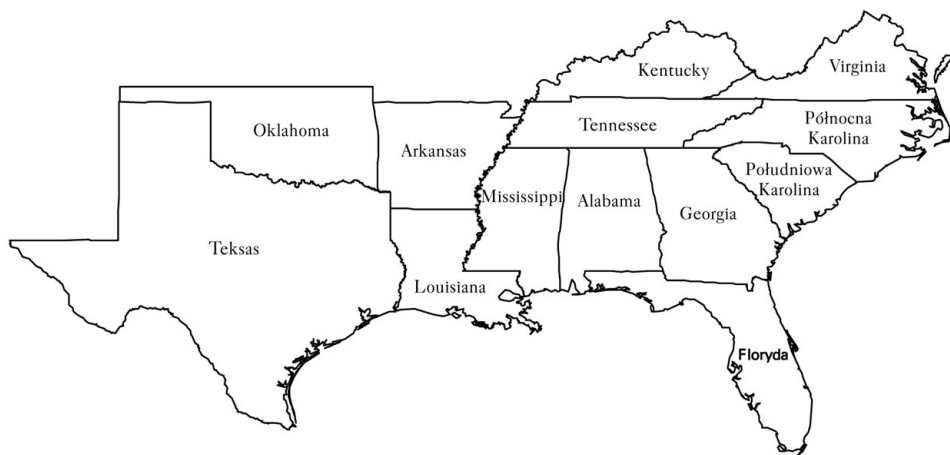 Kentucky
Virginia
Oklahoma
Tennessee
Północna
Karolina
Arkansas
Południowa
Karolina
Mississippi
Alabama
Georgia
Teksas
Louisiana
Floryda